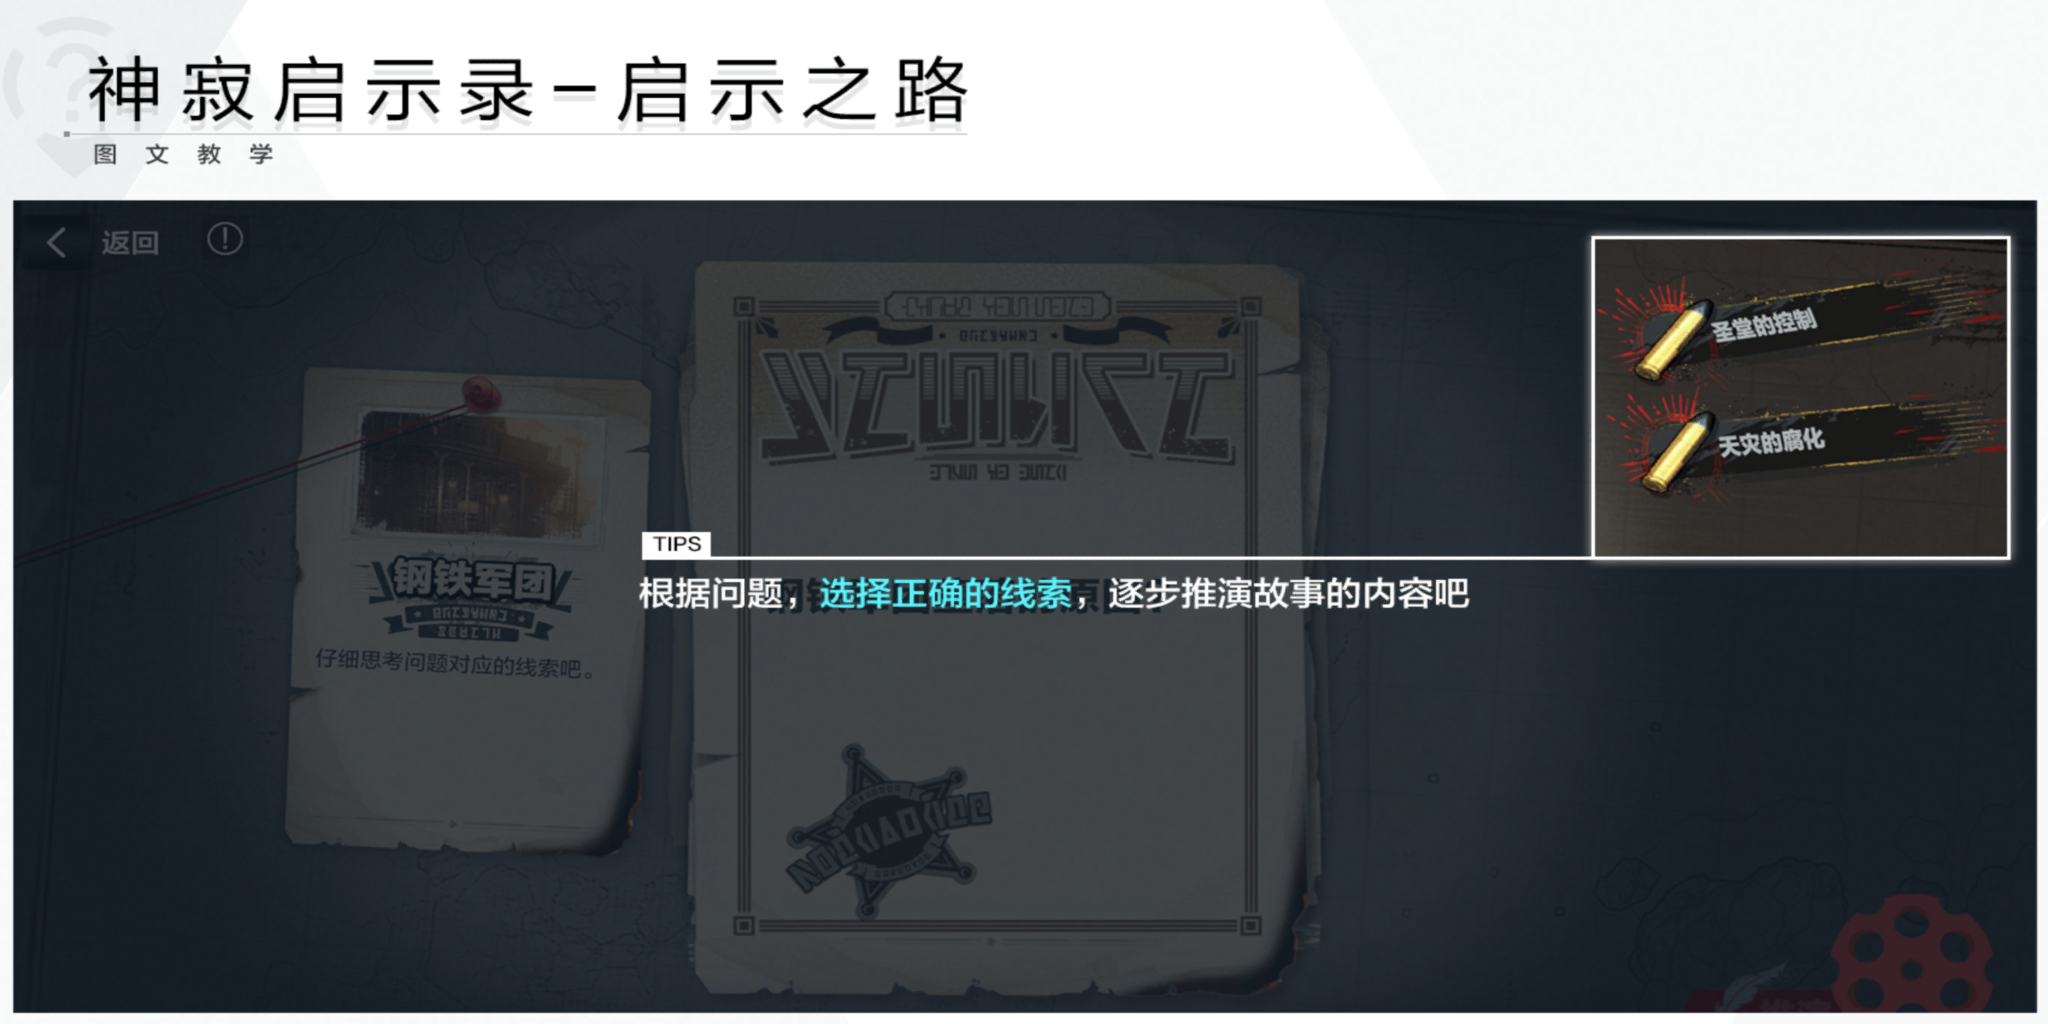 神寂启示录-启示之路
图文教学
返回
圣堂的控制
天灾的腐化
TIPS
根据问题，选择正确的线索，逐步推演故事的内容吧
钢铁军团
仔细思考问题对应的线索吧。